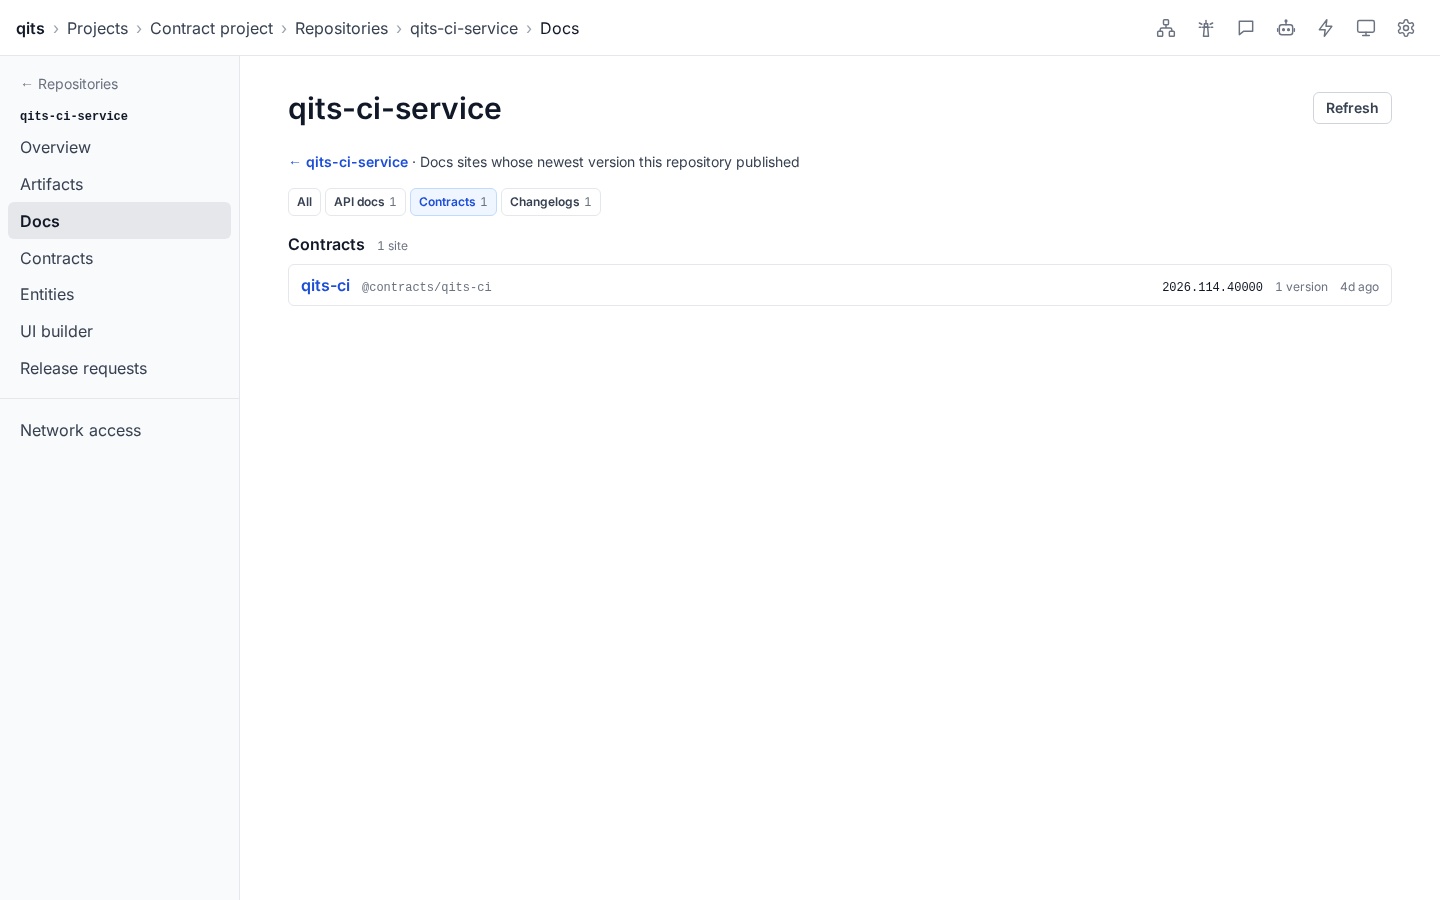 qits › Projects › Contract project › Repositories › qits-ci-service › Docs
← Repositories
qits-ci-service
Overview
Artifacts
Docs
Contracts
Entities
UI builder
Release requests
Network access
qits-ci-service
Refresh
← qits-ci-service · Docs sites whose newest version this repository published
All API docs 1 Contracts 1 Changelogs 1
Contracts 1 site
qits-ci @contracts/qits-ci 2026.114.40000 1 version 4d ago